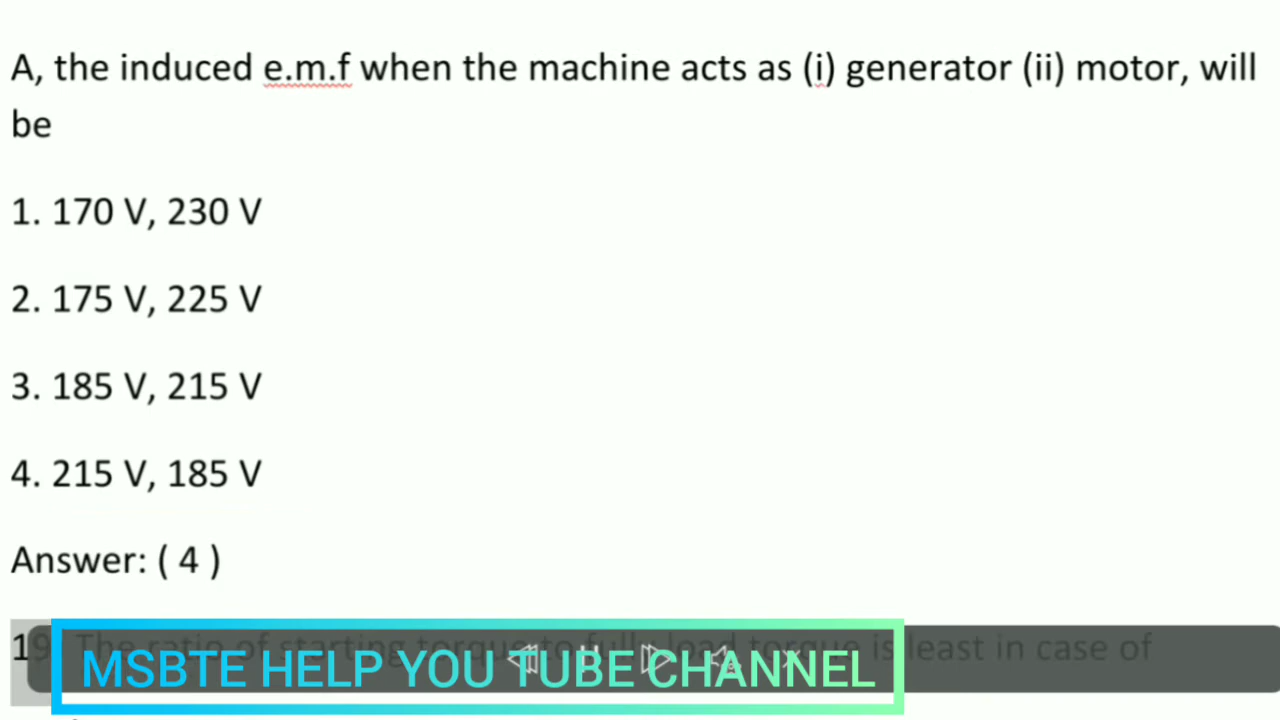 A, the induced e.m.f when the machine acts as (i) generator (ii) motor, will
be
1. 170 V, 230 V
2. 175 V, 225 V
3. 185 V, 215 V
4. 215 V, 185 V
Answer: ( 4 )
19. The ratio of starting torque to full load torque is least in case of
MSBTE HELP YOU TUBE CHANNEL